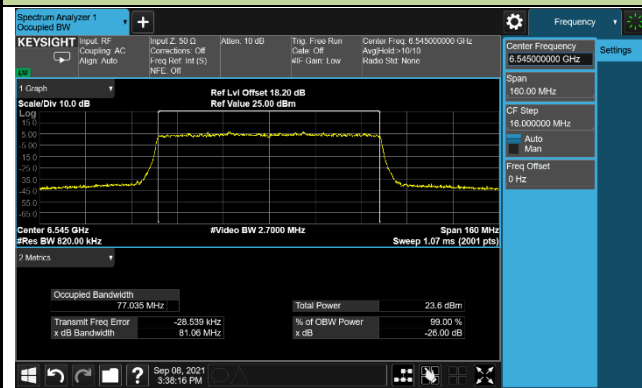 Spectrum Analyzer 1
Occupied BW
Frequency
KEYSIGHT
Input: RF
Coupling: AC
Align: Auto
Input Z: 50 Ω
Corrections: Off
Freq Ref: Int (S)
NFE: Off
Atten: 10 dB
Trig: Free Run
Gate: Off
#IF Gain: Low
Center Freq: 6.545000000 GHz
Avg|Hold:>10/10
Radio Std: None
Center Frequency
6.545000000 GHz
Settings
Span
160.00 MHz
CF Step
16.000000 MHz
Auto
Man
Freq Offset
0 Hz
1 Graph
Scale/Div 10.0 dB
Ref Lvl Offset 18.20 dB
Ref Value 25.00 dBm
Log
15.0
5.00
-5.00
-15.0
-25.0
-35.0
-45.0
-55.0
-65.0
Center 6.545 GHz
#Video BW 2.7000 MHz
Span 160 MHz
#Res BW 820.00 kHz
Sweep 1.07 ms (2001 pts)
2 Metrics
Occupied Bandwidth
77.035 MHz
Total Power
23.6 dBm
Transmit Freq Error
-28.539 kHz
% of OBW Power
99.00 %
x dB Bandwidth
81.06 MHz
x dB
-26.00 dB
Sep 08, 2021
3:38:16 PM